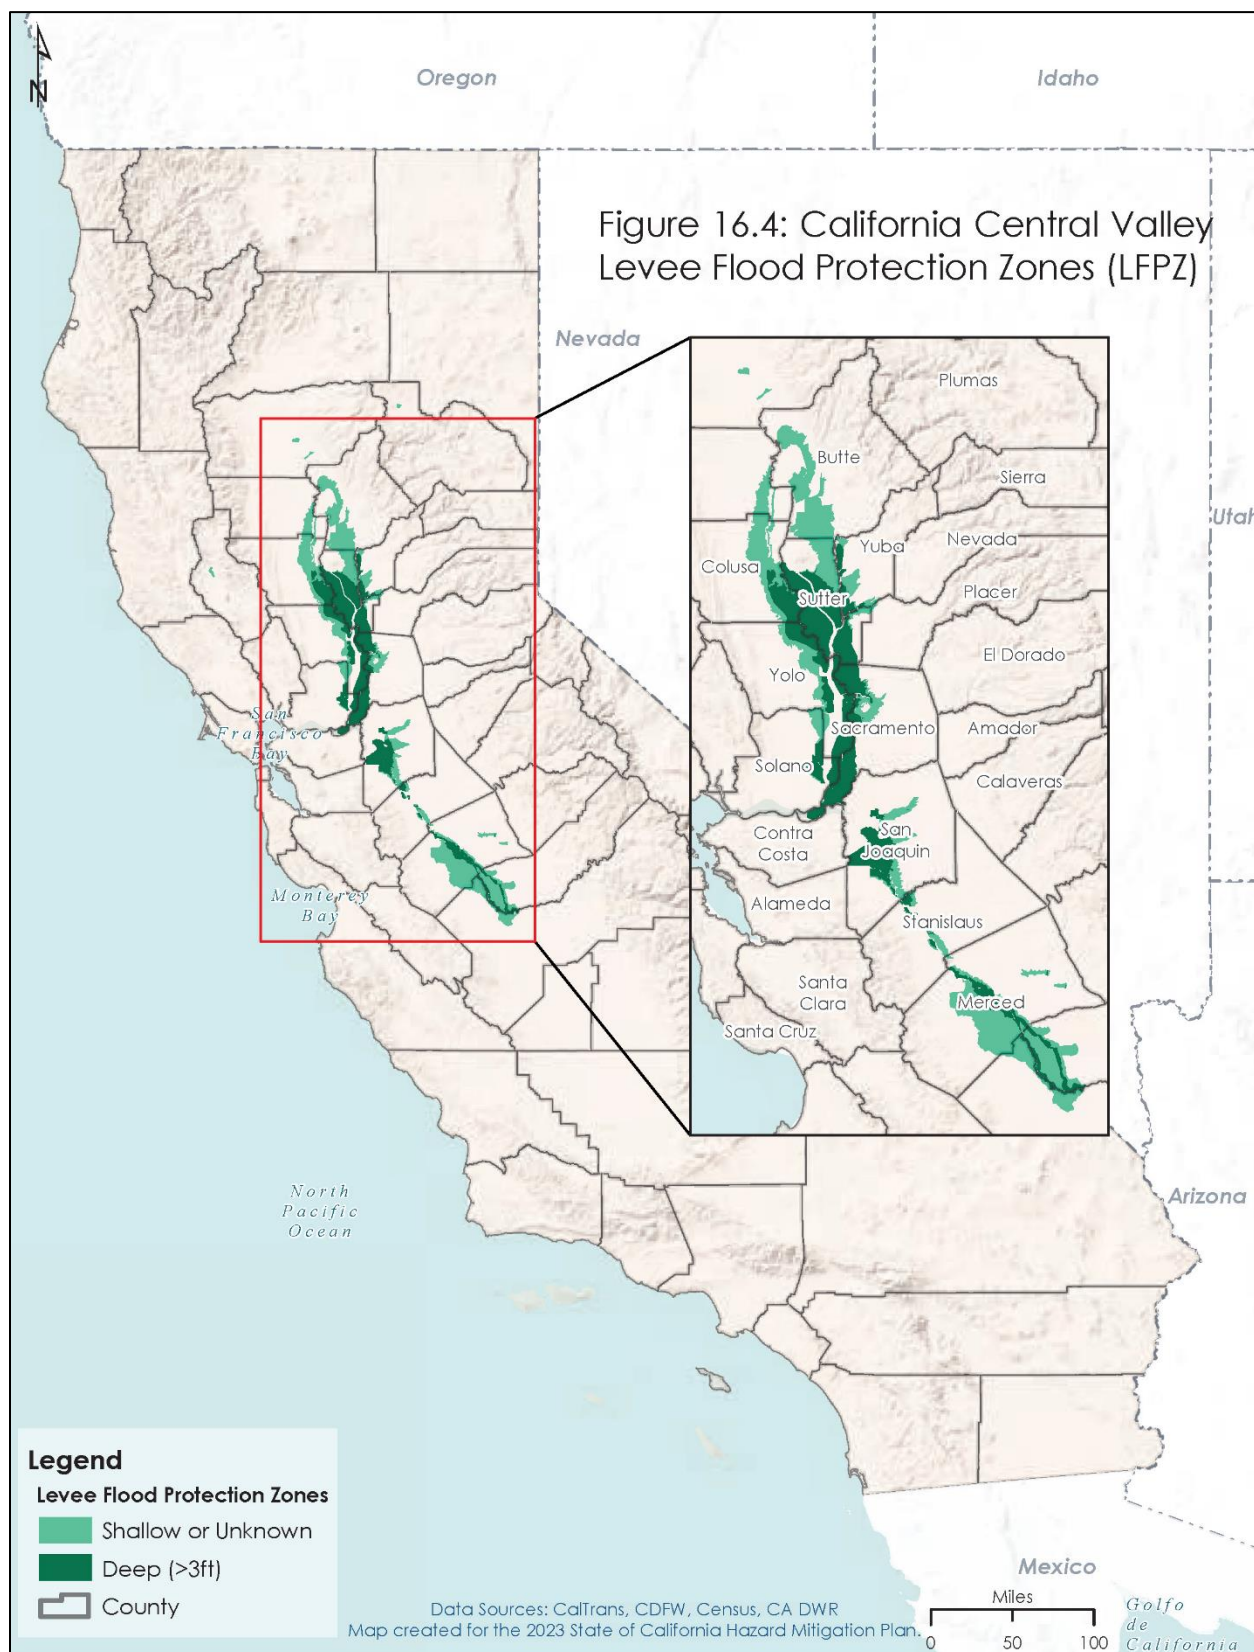 N
Oregon
Idaho
Figure 16.4: California Central Valley
Levee Flood Protection Zones (LFPZ)
Nevada
Utah
Plumas
Butte
Sierra
Yuba
Nevada
Colusa
Placer
Sutter
El Dorado
Yolo
Sacramento
Amador
Solano
Calaveras
Contra
Costa
San
Joaquin
Alameda
Stanislaus
Santa
Clara
Merced
Santa Cruz
San
Francisco
Bay
Monterey
Bay
North
Pacific
Ocean
Arizona
Legend
Levee Flood Protection Zones
Shallow or Unknown
Deep (>3ft)
County
Data Sources: CalTrans, CDFW, Census, CA DWR
Map created for the 2023 State of California Hazard Mitigation Plan.
Mexico
Miles
0 50 100
Golfo
de
California